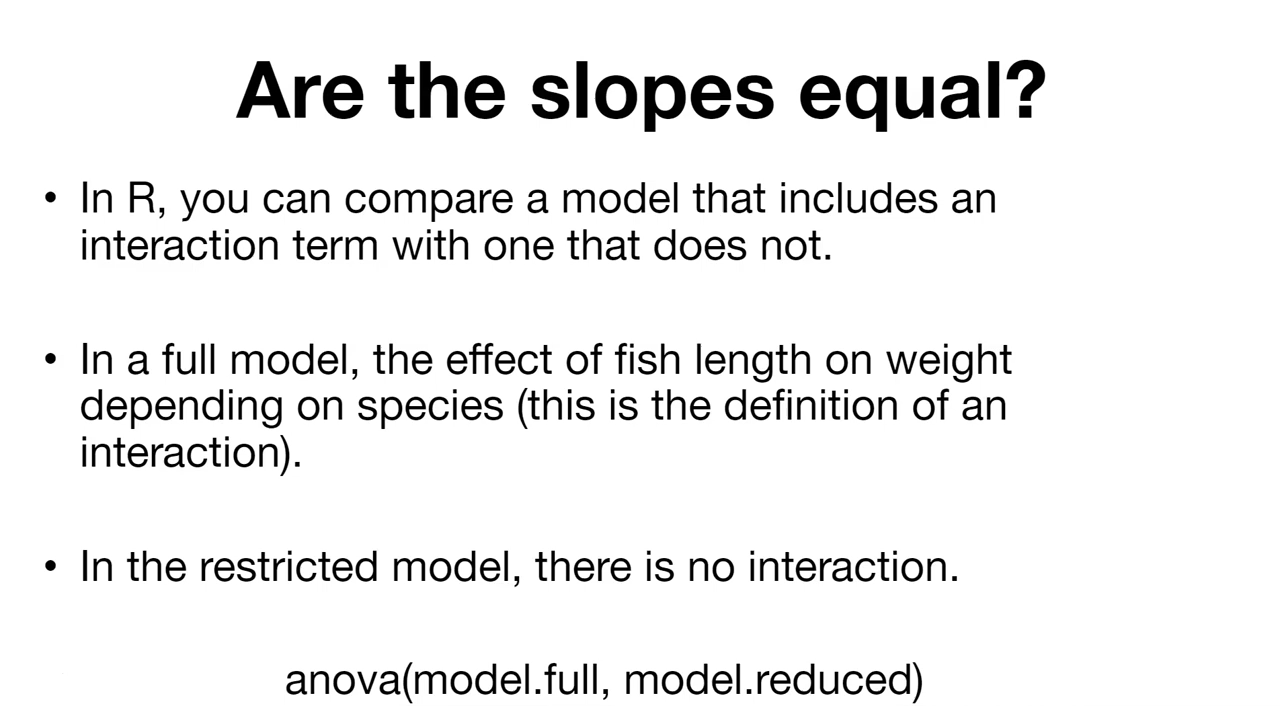 Are the slopes equal?
• In R, you can compare a model that includes an
interaction term with one that does not.
• In a full model, the effect of fish length on weight
depending on species (this is the definition of an
interaction).
• In the restricted model, there is no interaction.
anova(model.full, model.reduced)